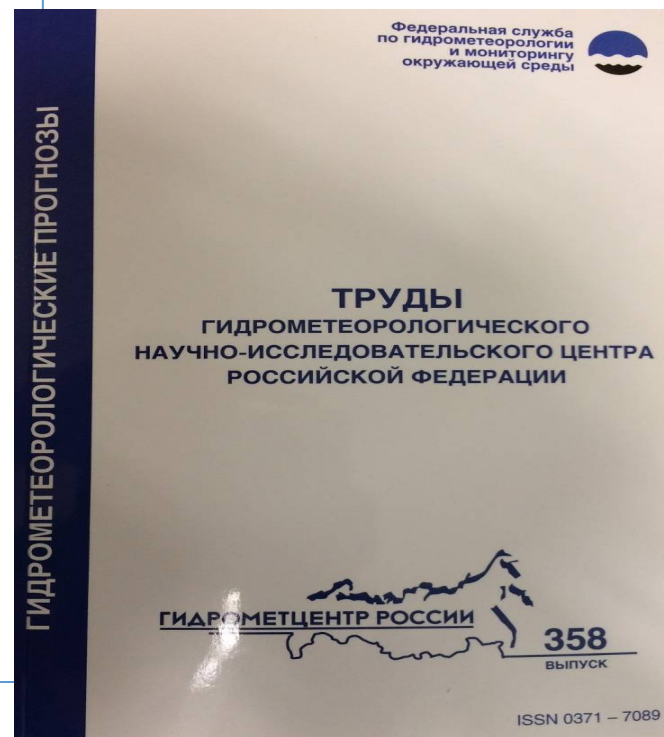 Федеральная служба
по гидрометеорологии
и мониторингу
окружающей среды
ГИДРОМЕТЕОРОЛОГИЧЕСКИЕ ПРОГНОЗЫ
ТРУДЫ
ГИДРОМЕТЕОРОЛОГИЧЕСКОГО
НАУЧНО-ИССЛЕДОВАТЕЛЬСКОГО ЦЕНТРА
РОССИЙСКОЙ ФЕДЕРАЦИИ
ГИДРОМЕТЦЕНТР РОССИИ
358
ВЫПУСК
ISSN 0371 – 7089